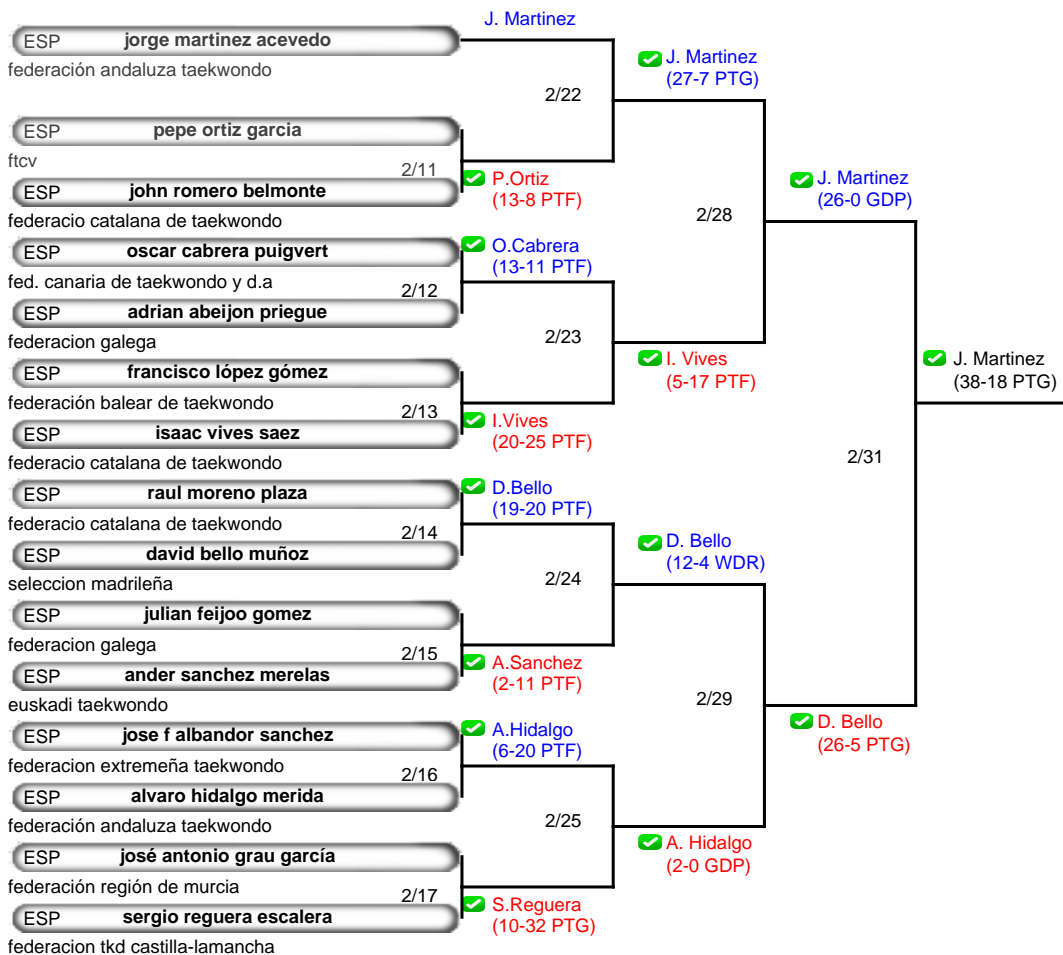 J. Martinez
ESP jorge martinez acevedo
federación andaluza taekwondo
J. Martinez
(27-7 PTG)
2/22
ESP pepe ortiz garcia
ftcv
2/11
P.Ortiz
(13-8 PTF)
ESP john romero belmonte
federacio catalana de taekwondo
J. Martinez
(26-0 GDP)
2/28
ESP oscar cabrera puigvert
fed. canaria de taekwondo y d.a
O.Cabrera
(13-11 PTF)
2/12
ESP adrian abeijon priegue
federacion galega
2/23
I. Vives
(5-17 PTF)
J. Martinez
(38-18 PTG)
ESP francisco lópez gómez
federación balear de taekwondo
2/13
I.Vives
(20-25 PTF)
ESP isaac vives saez
federacio catalana de taekwondo
2/31
ESP raul moreno plaza
federacio catalana de taekwondo
D.Bello
(19-20 PTF)
2/14
ESP david bello muñoz
seleccion madrileña
D. Bello
(12-4 WDR)
2/24
ESP julian feijoo gomez
federacion galega
2/15
A.Sanchez
(2-11 PTF)
ESP ander sanchez merelas
euskadi taekwondo
2/29
D. Bello
(26-5 PTG)
ESP jose f albandor sanchez
federacion extremeña taekwondo
A.Hidalgo
(6-20 PTF)
2/16
ESP alvaro hidalgo merida
federación andaluza taekwondo
2/25
A. Hidalgo
(2-0 GDP)
ESP josé antonio grau garcía
federación región de murcia
2/17
S.Reguera
(10-32 PTG)
ESP sergio reguera escalera
federacion tkd castilla-lamancha